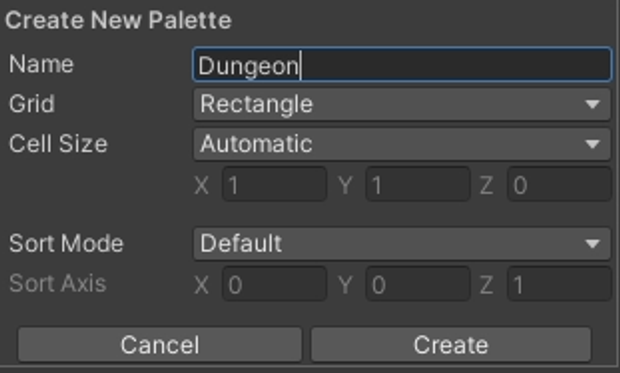 Create New Palette
Name Dungeon
Grid Rectangle
Cell Size Automatic
X 1 Y 1 Z 0
Sort Mode Default
Sort Axis X 0 Y 0 Z 1
Cancel Create